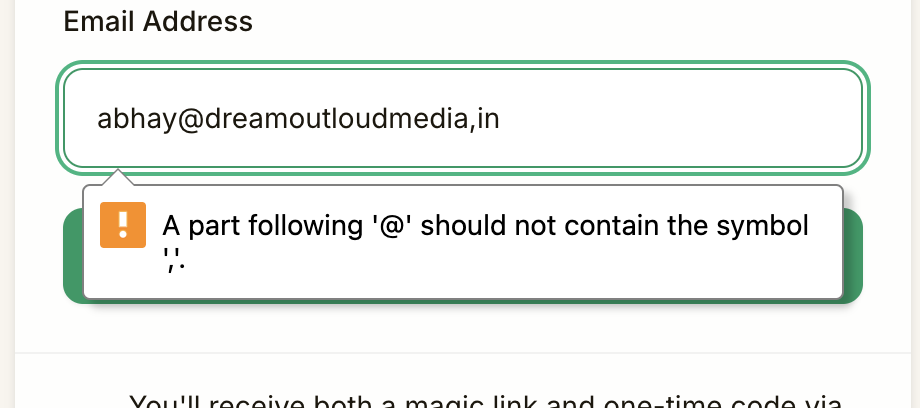 Email Address
abhay@dreamoutloudmedia,in
A part following '@' should not contain the symbol
','.
You'll receive both a magic link and one-time code via